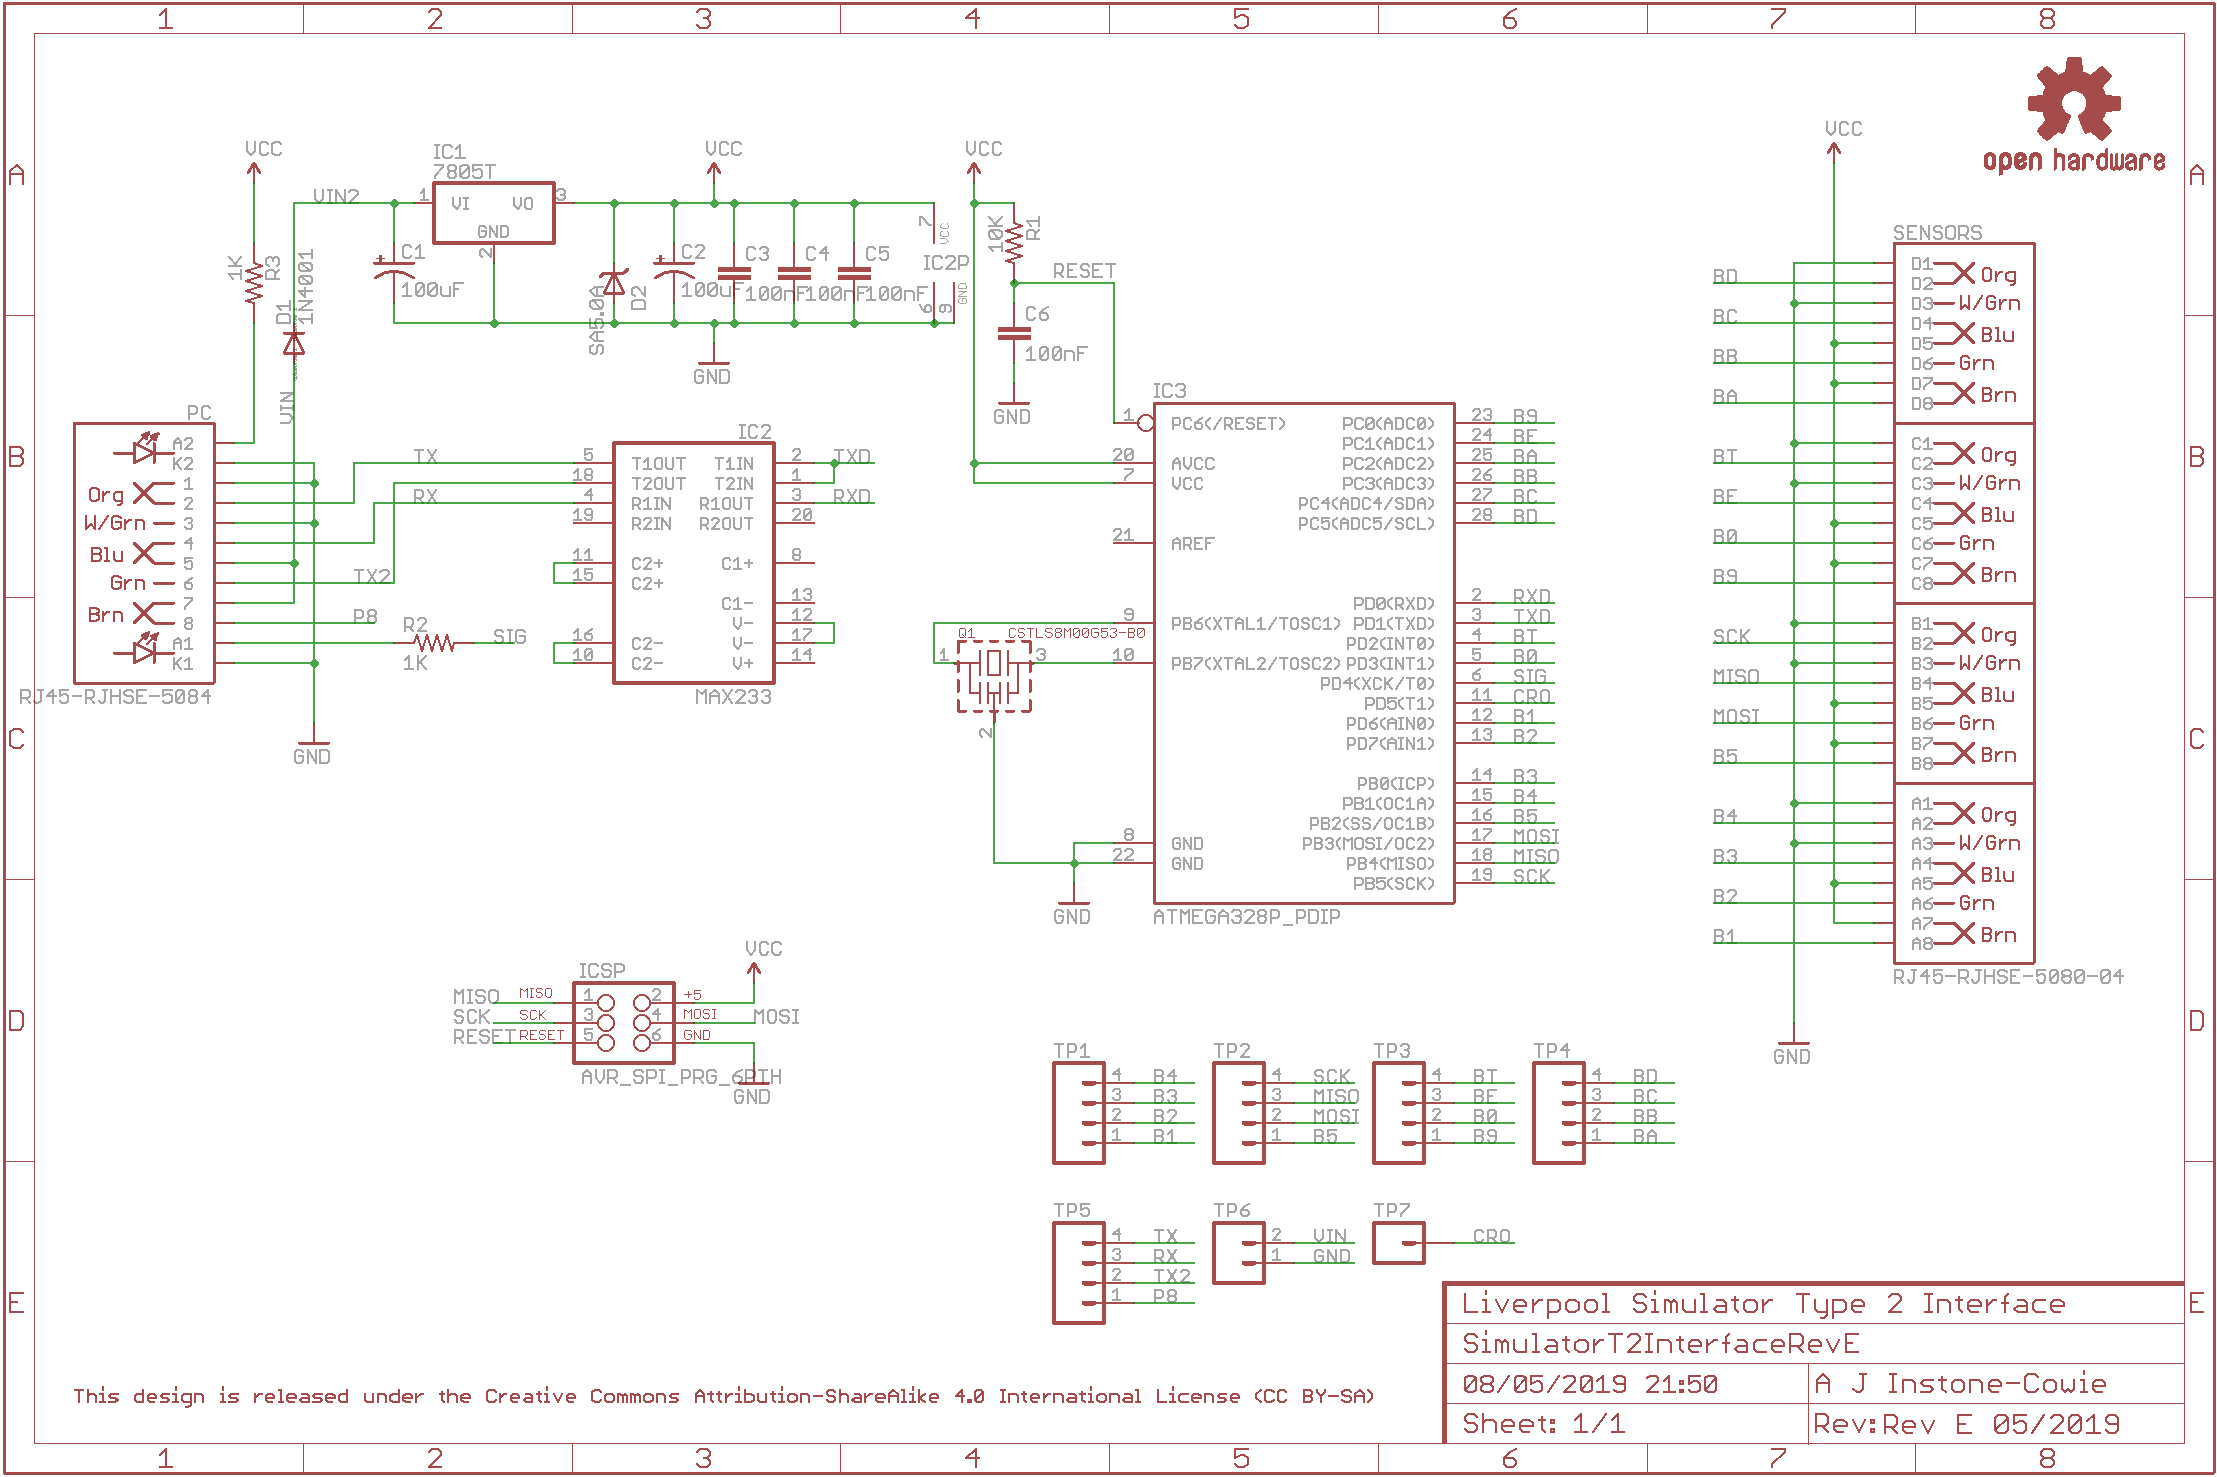 1 2 3 4 5 6 7 8
A
B
C
D
E
A
B
C
D
E
open hardware
VCC
1K
R3
VIN2
D1
1N4001
VIN
IC1
7805T
1 VI VO 3
GND
2
C1
100uF
VCC
SA5.0A
D2
C2
100uF
C3
100nF
C4
100nF
C5
100nF
7
VCC
IC2P
6
9
GND
GND
VCC
10K
R1
RESET
C6
100nF
GND
PC
A2
K2
Org 1
2
W/Grn 3
Blu 4
5
Grn 6
Brn 7
8
A1
K1
RJ45-RJHSE-5084
GND
TX
RX
TX2
P8
R2
1K
SIG
IC2
5 T1OUT T1IN 2 TXD
18 T2OUT T2IN 1
4 R1IN R1OUT 3 RXD
19 R2IN R2OUT 20
11 C2+ C1+ 8
15 C2+
C1- 13
V- 12
16 C2- V- 17
10 C2- V+ 14
MAX233
Q1 CSTLS8M00G53-B0
1 3
2
GND
IC3
1 PC6(/RESET) PC0(ADC0) 23 B9
PC1(ADC1) 24 BE
20 AVCC PC2(ADC2) 25 BA
7 VCC PC3(ADC3) 26 BB
PC4(ADC4/SDA) 27 BC
PC5(ADC5/SCL) 28 BD
21 AREF
PD0(RXD) 2 RXD
9 PB6(XTAL1/TOSC1) PD1(TXD) 3 TXD
PD2(INT0) 4 BT
10 PB7(XTAL2/TOSC2) PD3(INT1) 5 B0
PD4(XCK/T0) 6 SIG
PD5(T1) 11 CRO
PD6(AIN0) 12 B1
PD7(AIN1) 13 B2
PB0(ICP) 14 B3
PB1(OC1A) 15 B4
PB2(SS/OC1B) 16 B5
8 GND PB3(MOSI/OC2) 17 MOSI
22 GND PB4(MISO) 18 MISO
PB5(SCK) 19 SCK
ATMEGA328P_PDIP
VCC
SENSORS
D1 Org
BD D2
D3 W/Grn
BC D4 Blu
D5
BB D6 Grn
D7 Brn
BA D8
C1 Org
BT C2
C3 W/Grn
BE C4 Blu
C5
B0 C6 Grn
C7 Brn
B9 C8
B1 Org
SCK B2
B3 W/Grn
MISO B4 Blu
B5
MOSI B6 Grn
B7 Brn
B5 B8
A1 Org
B4 A2
A3 W/Grn
B3 A4 Blu
A5
B2 A6 Grn
A7 Brn
B1 A8
RJ45-RJHSE-5080-04
GND
ICSP
VCC
MISO MISO 1 2 +5
SCK SCK 3 4 MOSI MOSI
RESET RESET 5 6 GND
AVR_SPI_PRG_6PTH
GND
TP1
4 B4
3 B3
2 B2
1 B1
TP2
4 SCK
3 MISO
2 MOSI
1 B5
TP3
4 BT
3 BE
2 B0
1 B9
TP4
4 BD
3 BC
2 BB
1 BA
TP5
4 TX
3 RX
2 TX2
1 P8
TP6
2 VIN
1 GND
TP7
CRO
This design is released under the Creative Commons Attribution-ShareAlike 4.0 International License (CC BY-SA)
Liverpool Simulator Type 2 Interface
SimulatorT2InterfaceRevE
08/05/2019 21:50 A J Instone-Cowie
Sheet: 1/1 Rev:Rev E 05/2019
1 2 3 4 5 6 7 8